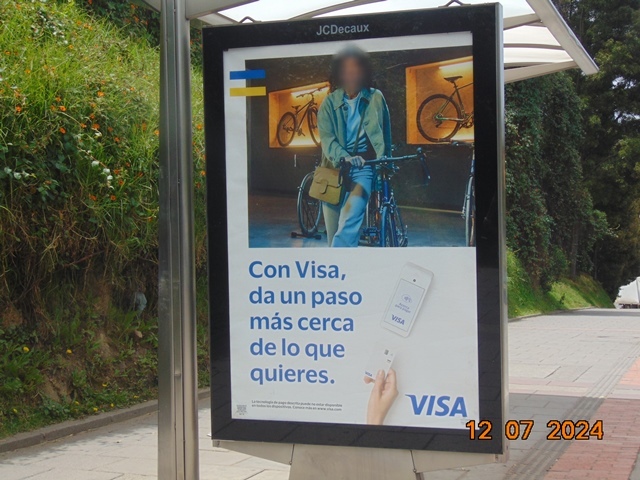 JCDecaux
Con Visa,
da un paso
más cerca
de lo que
quieres.
VISA
VISA
12 07 2024